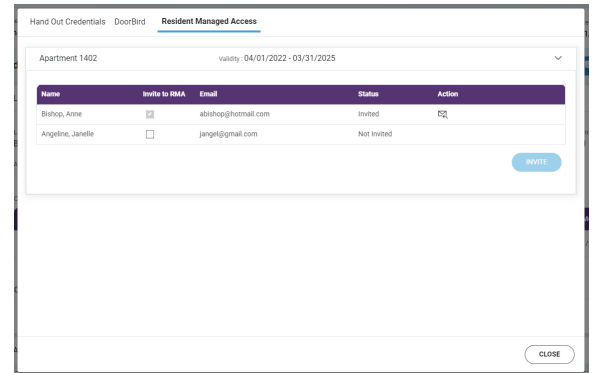 Hand Out Credentials DoorBird Resident Managed Access
Apartment 1402 Validity : 04/01/2022 - 03/31/2025
Name Invite to RMA Email Status Action
Bishop, Anne abishop@hotmail.com Invited
Angeline, Janelle jangel@gmail.com Not Invited
INVITE
CLOSE